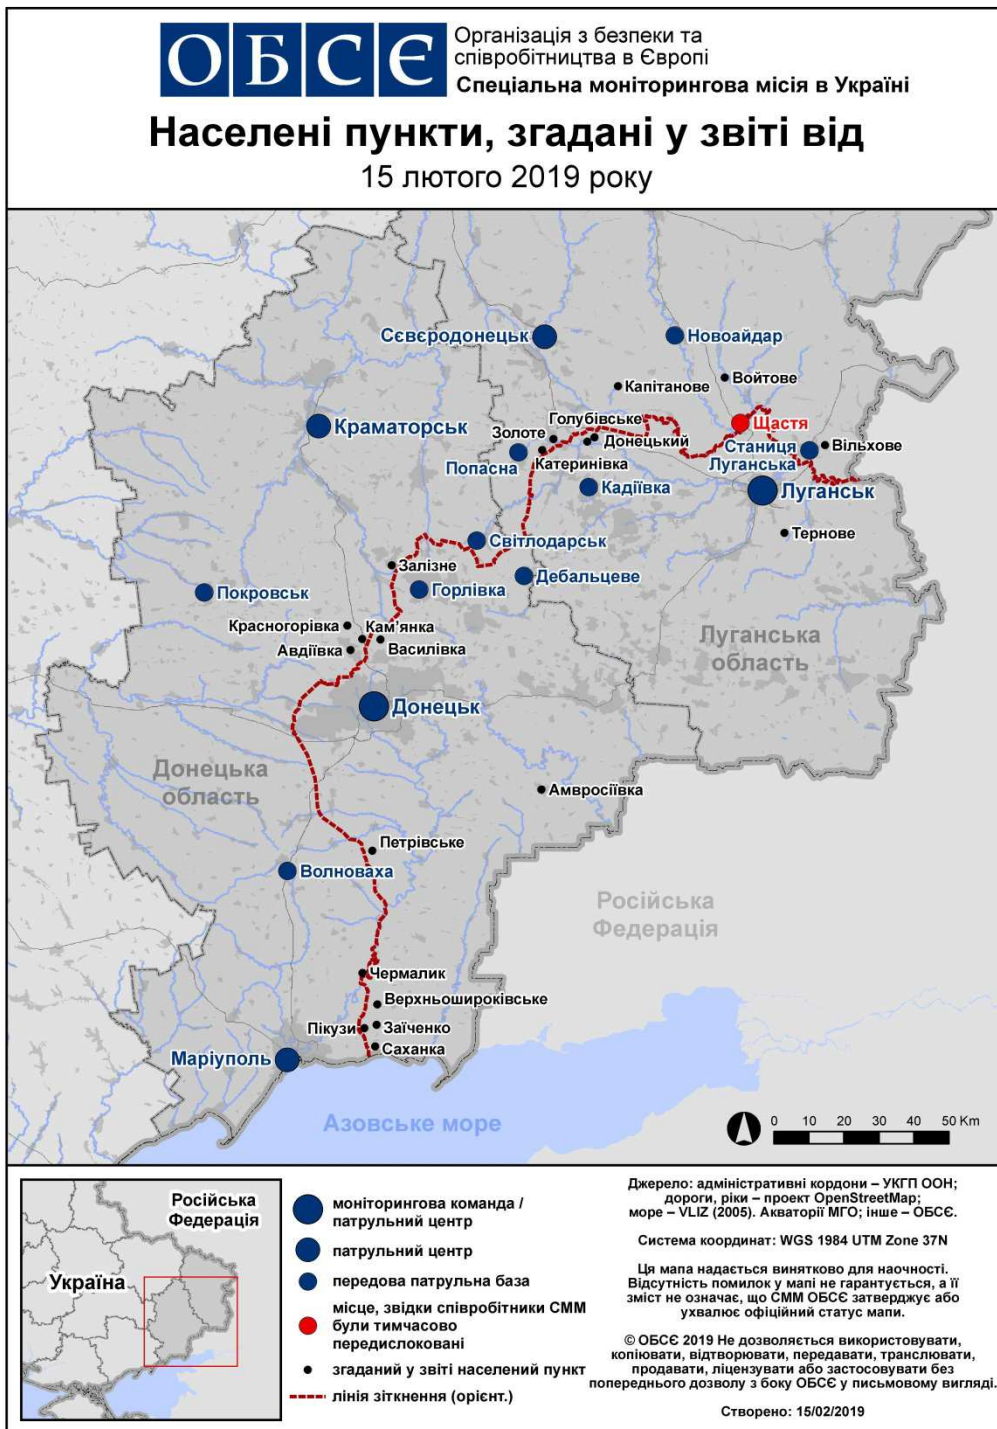 ОБСЄ
Організація з безпеки та
співробітництва в Європі
Спеціальна моніторингова місія в Україні
Населені пункти, згадані у звіті від
15 лютого 2019 року
Сєвєродонецьк
Новоайдар
Войтове
Капітанове
Щастя
Голубівське
Краматорськ
Золоте
Донецький
Станиця
Луганська
Вільхове
Катеринівка
Попасна
Кадіївка
Луганськ
Тернове
Світлодарськ
Залізне
Дебальцеве
Горлівка
Покровськ
Красногорівка
Кам'янка
Авдіївка
Василівка
Луганська
область
Донецьк
Донецька
область
Амвросіївка
Петрівське
Волноваха
Російська
Федерація
Чермалик
Верхньошироківське
Пікузи
Заїченко
Саханка
Маріуполь
Азовське море
0 10 20 30 40 50 Km
Російська
Федерація
Україна
моніторингова команда /
патрульний центр
патрульний центр
передова патрульна база
місце, звідки співробітники СММ
були тимчасово
передислоковані
згаданий у звіті населений пункт
лінія зіткнення (орієнт.)
Джерело: адміністративні кордони – УКГП ООН;
дороги, ріки – проект OpenStreetMap;
море – VLIZ (2005). Акваторії МГО; інше – ОБСЄ.
Система координат: WGS 1984 UTM Zone 37N
Ця мапа надається винятково для наочності.
Відсутність помилок у мапі не гарантується, а її
зміст не означає, що СММ ОБСЄ затверджує або
ухвалює офіційний статус мапи.
© ОБСЄ 2019 Не дозволяється використовувати,
копіювати, відтворювати, передавати, транслювати,
продавати, ліцензувати або застосовувати без
попереднього дозволу з боку ОБСЄ у письмовому вигляді.
Створено: 15/02/2019